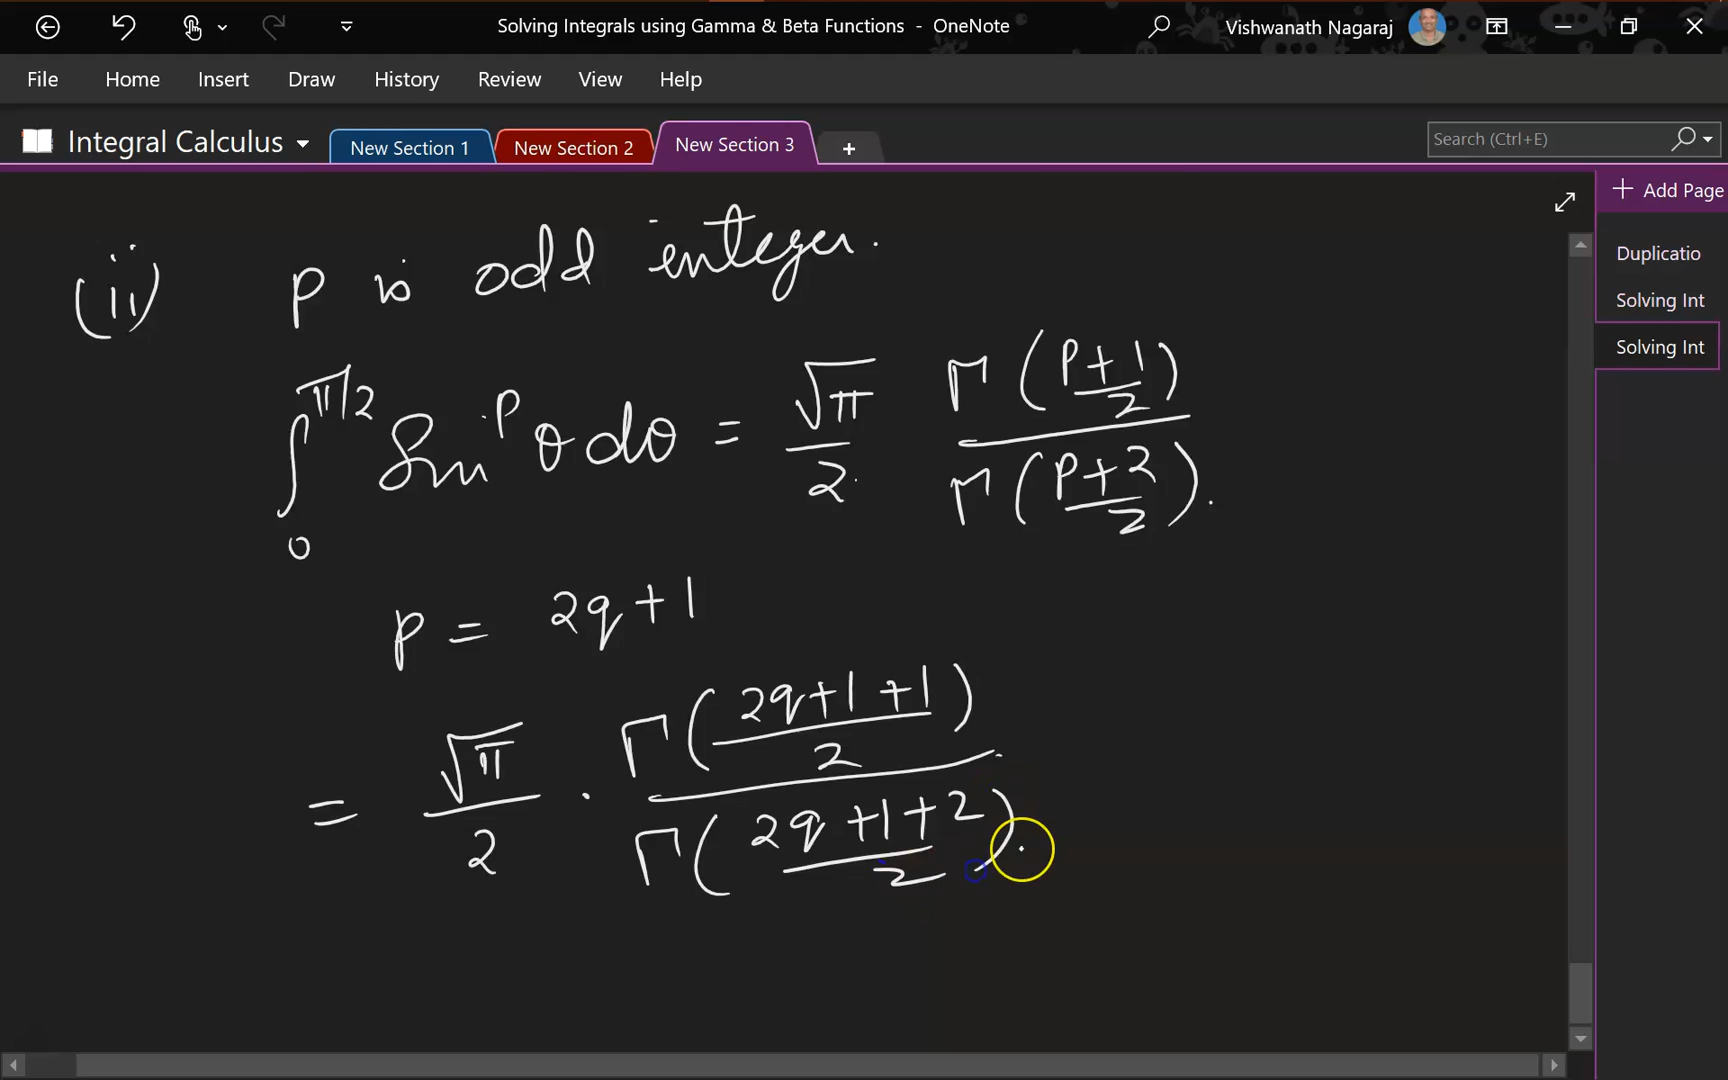 Solving Integrals using Gamma & Beta Functions - OneNote
Vishwanath Nagaraj
File Home Insert Draw History Review View Help
Integral Calculus
New Section 1
New Section 2
New Section 3
+
Search (Ctrl+E)
+ Add Page
Duplicatio
Solving Int
Solving Int
(ii) p is odd integer.
∫₀^{π/2} Sin^p θ dθ = √π/2 Γ((p+1)/2) / Γ((p+2)/2).
p = 2q+1
= √π/2 · Γ((2q+1+1)/2) / Γ((2q+1+2)/2).